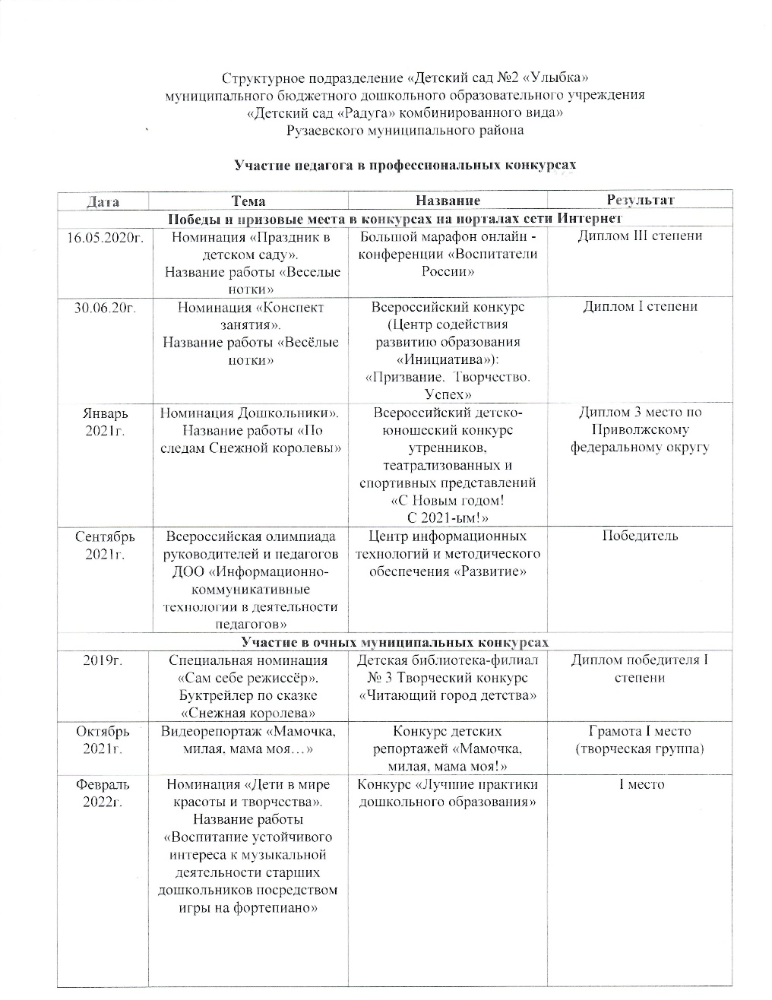 Структурное подразделение «Детский сад №2 «Улыбка»
муниципального бюджетного дошкольного образовательного учреждения
«Детский сад «Радуга» комбинированного вида»
Рузаевского муниципального района
Участие педагога в профессиональных конкурсах
Дата Тема Название Результат
Победы и призовые места в конкурсах на порталах сети Интернет
16.05.2020г.
Номинация «Праздник в
детском саду».
Название работы «Веселые
нотки»
Большой марафон онлайн -
конференции «Воспитатели
России»
Диплом III степени
30.06.20г.
Номинация «Конспект
занятия».
Название работы «Весёлые
нотки»
Всероссийский конкурс
(Центр содействия
развитию образования
«Инициатива»):
«Призвание. Творчество.
Успех»
Диплом I степени
Январь
2021г.
Номинация Дошкольники».
Название работы «По
следам Снежной королевы»
Всероссийский детско-
юношеский конкурс
утренников,
театрализованных и
спортивных представлений
«С Новым годом!
С 2021-ым!»
Диплом 3 место по
Приволжскому
федеральному округу
Сентябрь
2021г.
Всероссийская олимпиада
руководителей и педагогов
ДОО «Информационно-
коммуникативные
технологии в деятельности
педагогов»
Центр информационных
технологий и методического
обеспечения «Развитие»
Победитель
Участие в очных муниципальных конкурсах
2019г.
Специальная номинация
«Сам себе режиссёр».
Буктрейлер по сказке
«Снежная королева»
Детская библиотека-филиал
№ 3 Творческий конкурс
«Читающий город детства»
Диплом победителя I
степени
Октябрь
2021г.
Видеорепортаж «Мамочка,
милая, мама моя…»
Конкурс детских
репортажей «Мамочка,
милая, мама моя!»
Грамота I место
(творческая группа)
Февраль
2022г.
Номинация «Дети в мире
красоты и творчества».
Название работы
«Воспитание устойчивого
интереса к музыкальной
деятельности старших
дошкольников посредством
игры на фортепиано»
Конкурс «Лучшие практики
дошкольного образования»
I место